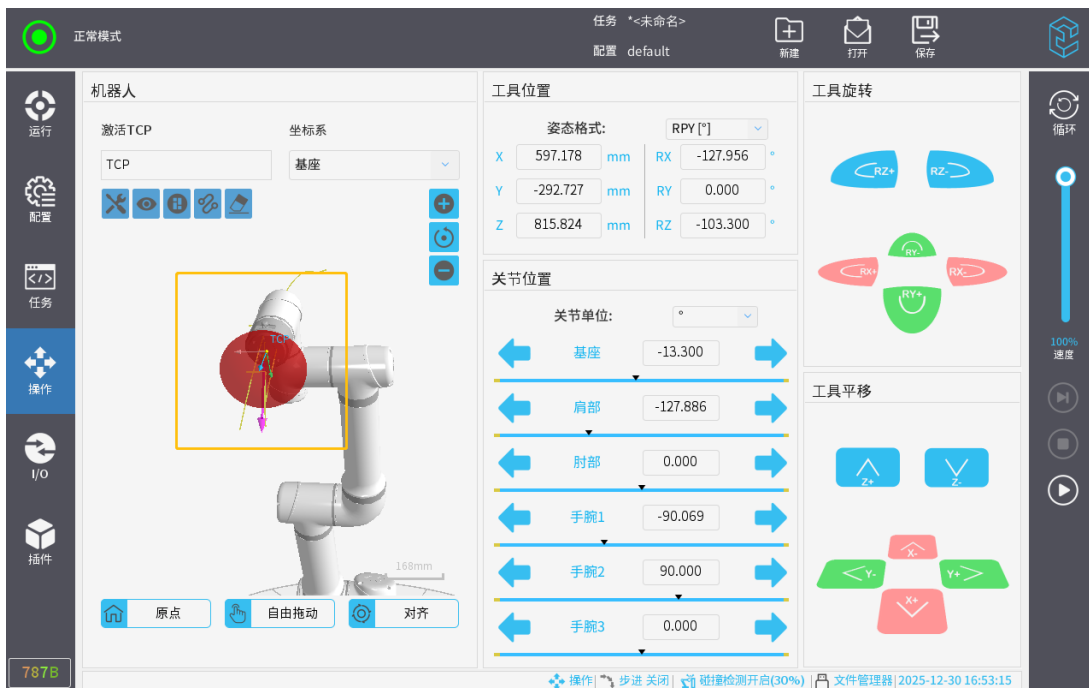 正常模式
任务 *<未命名>
配置 default
新建
打开
保存
运行
配置
任务
操作
I/O
插件
787B
机器人
激活TCP
坐标系
TCP
基座
TCP
168mm
原点
自由拖动
对齐
工具位置
姿态格式: RPY [°]
X 597.178 mm RX -127.956 °
Y -292.727 mm RY 0.000 °
Z 815.824 mm RZ -103.300 °
关节位置
关节单位: °
基座 -13.300
肩部 -127.886
肘部 0.000
手腕1 -90.069
手腕2 90.000
手腕3 0.000
工具旋转
RZ+ RZ-
RY-
RX+ RX-
RY+
工具平移
Z+ Z-
X-
Y- Y+
X+
循环
100%
速度
操作| 步进 关闭| 碰撞检测开启(30%) | 文件管理器| 2025-12-30 16:53:15